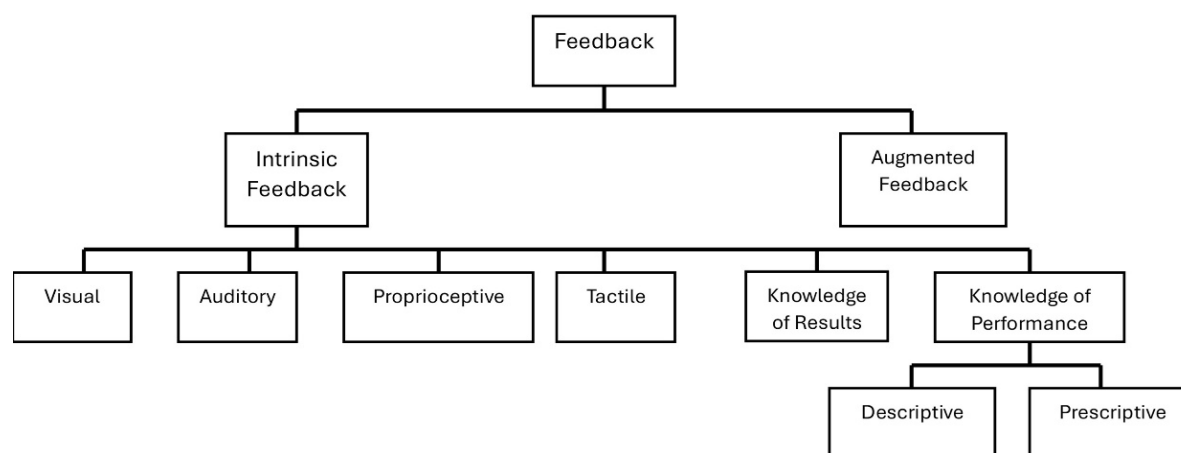 Feedback
Intrinsic
Feedback
Augmented
Feedback
Visual
Auditory
Proprioceptive
Tactile
Knowledge
of Results
Knowledge of
Performance
Descriptive
Prescriptive